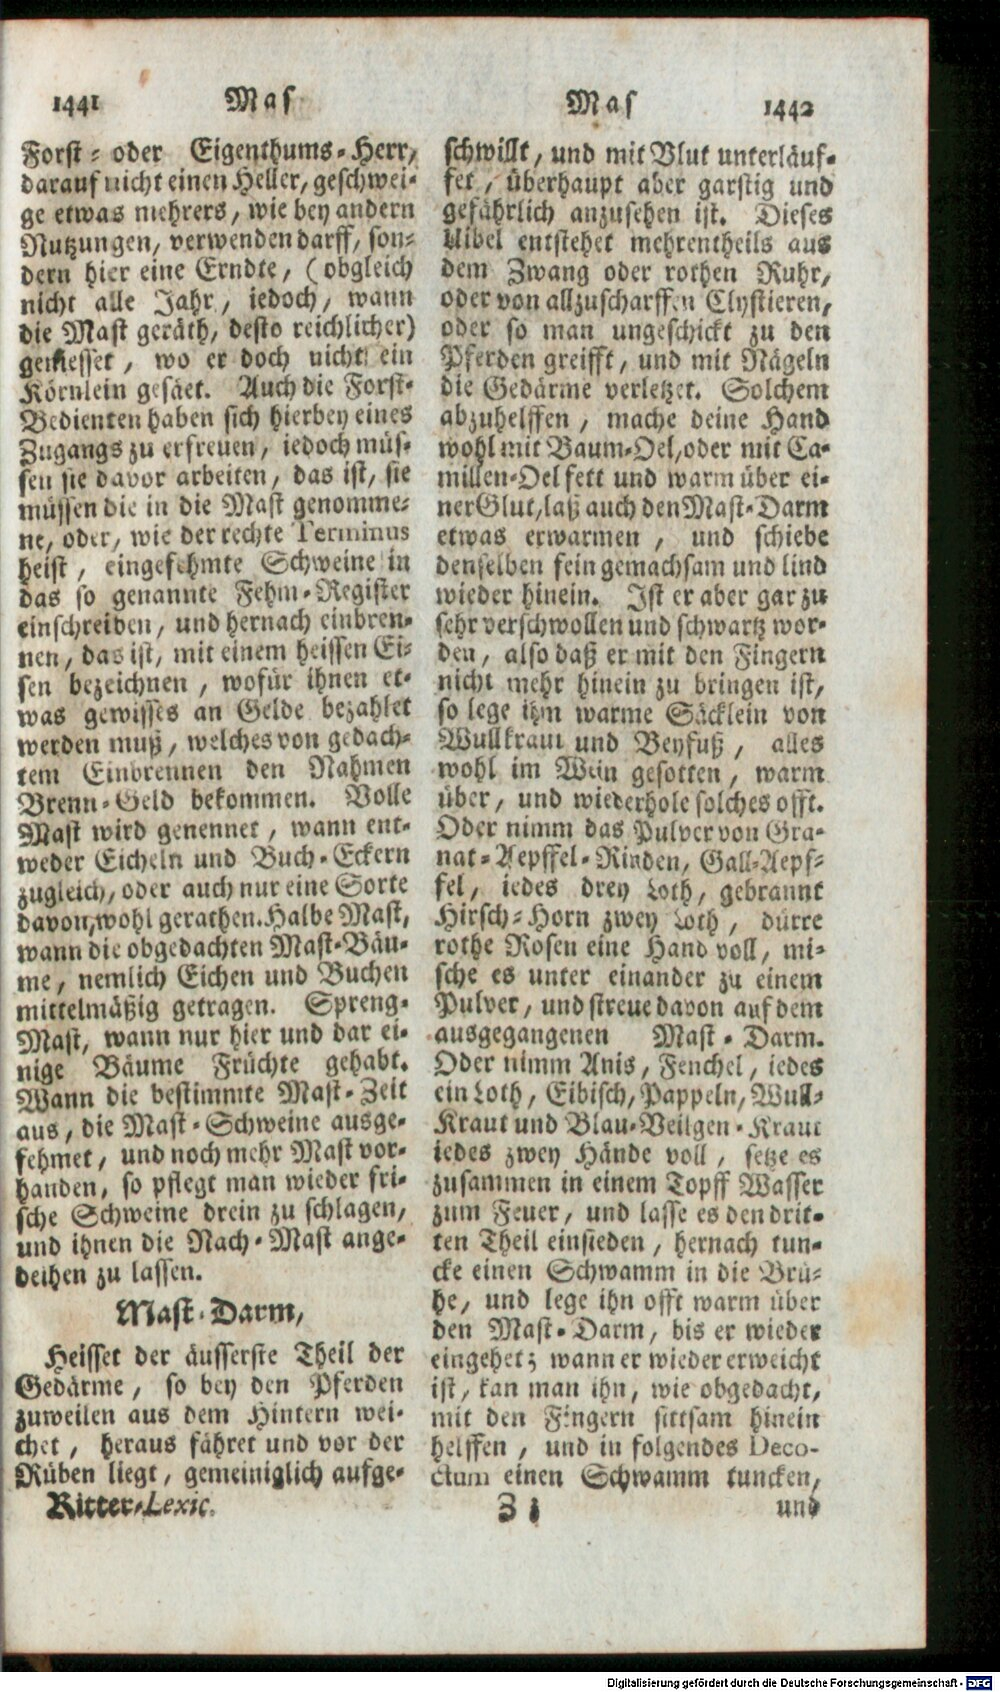 1441 Mas
Forst- oder Eigenthums-Herr,
darauf nicht einen Heller, geschwei-
ge etwas mehrers, wie bey andern
Nutzungen, verwenden darff, son-
dern hier eine Erndte, (obgleich
nicht alle Jahr, iedoch, wann
die Mast geräth, desto reichlicher)
geniesset, wo er doch nicht ein
Körnlein gesäet. Auch die Forst-
Bedienten haben sich hierbey eines
Zugangs zu erfreuen, iedoch müs-
sen sie davor arbeiten, das ist, sie
müssen die in die Mast genomme-
ne, oder, wie der rechte Terminus
heist, eingefehmte Schweine in
das so genannte Fehm-Register
einschreiben, und hernach einbren-
nen, das ist, mit einem heissen Ei-
sen bezeichnen, wofür ihnen et-
was gewisses an Gelde bezahlet
werden muß, welches von gedach-
tem Einbrennen den Nahmen
Brenn-Geld bekommen. Volle
Mast wird genennet, wann ent-
weder Eicheln und Buch-Eckern
zugleich, oder auch nur eine Sorte
davon, wohl gerathen. Halbe Mast,
wann die obgedachten Mast-Bäu-
me, nemlich Eichen und Buchen
mittelmäßig getragen. Spreng-
Mast, wann nur hier und dar ei-
nige Bäume Früchte gehabt.
Wann die bestimmte Mast-Zeit
aus, die Mast-Schweine ausge-
fehmet, und noch mehr Mast vor-
handen, so pflegt man wieder fri-
sche Schweine drein zu schlagen,
und ihnen die Nach-Mast ange-
deihen zu lassen.
Mast-Darm,
Heisset der äusserste Theil der
Gedärme, so bey den Pferden
zuweilen aus dem Hintern wei-
chet, heraus fähret und vor der
Rüben liegt, gemeiniglich aufge-
Ritter-Lexic.
Mas 1442
schwillt, und mit Blut unterläuf-
fet, überhaupt aber garstig und
gefährlich anzusehen ist. Dieses
Ubel entstehet mehrentheils aus
dem Zwang oder rothen Ruhr,
oder von allzuscharffen Clystieren,
oder so man ungeschickt zu den
Pferden greifft, und mit Nägeln
die Gedärme verletzet. Solchem
abzuhelffen, mache deine Hand
wohl mit Baum-Oel, oder mit Ca-
millen-Oel fett und warm über ei-
ner Glut, laß auch den Mast-Darm
etwas erwarmen, und schiebe
denselben fein gemachsam und lind
wieder hinein. Ist er aber gar zu
sehr verschwollen und schwartz wor-
den, also daß er mit den Fingern
nicht mehr hinein zu bringen ist,
so lege ihm warme Säcklein von
Wullkraut und Beyfuß, alles
wohl im Wein gesotten, warm
über, und wiederhole solches offt.
Oder nimm das Pulver von Gra-
nat-Aepffel-Rinden, Gall-Aepf-
fel, iedes drey Loth, gebrannt
Hirsch-Horn zwey Loth, dürre
rothe Rosen eine Hand voll, mi-
sche es unter einander zu einem
Pulver, und streue davon auf dem
ausgegangenen Mast-Darm.
Oder nimm Anis, Fenchel, iedes
ein Loth, Eibisch, Pappeln, Wull-
Kraut und Blau-Veilgen-Kraut
iedes zwey Hände voll, setze es
zusammen in einem Topff Wasser
zum Feuer, und lasse es den drit-
ten Theil einsieden, hernach tun-
cke einen Schwamm in die Brü-
he, und lege ihn offt warm über
den Mast-Darm, bis er wieder
eingehet; wann er wieder erweicht
ist, kan man ihn, wie obgedacht,
mit den Fingern sittsam hinein
helffen, und in folgendes Deco-
ctum einen Schwamm tuncken,
und
Digitalisierung gefördert durch die Deutsche Forschungsgemeinschaft - DFG